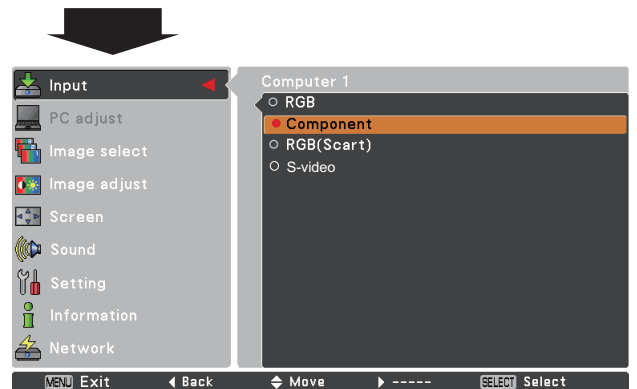 Input
PC adjust
Image select
Image adjust
Screen
Sound
Setting
Information
Network
Computer 1
RGB
Component
RGB(Scart)
S-video
MENU Exit ◀ Back Move ▶ ----- SELECT Select